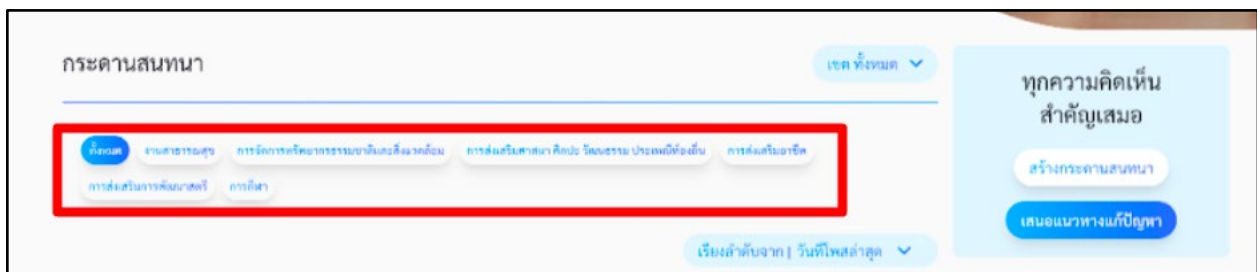 กระดานสนทนา
เขต ทั้งหมด
ทั้งหมด งานสาธารณสุข การจัดการทรัพยากรธรรมชาติและสิ่งแวดล้อม การส่งเสริมศาสนา ศิลปะ วัฒนธรรม ประเพณีท้องถิ่น การส่งเสริมอาชีพ
การส่งเสริมการพัฒนาสตรี การกีฬา
เรียงลำดับจาก | วันที่โพสล่าสุด
ทุกความคิดเห็น
สำคัญเสมอ
สร้างกระดานสนทนา
เสนอแนวทางแก้ปัญหา